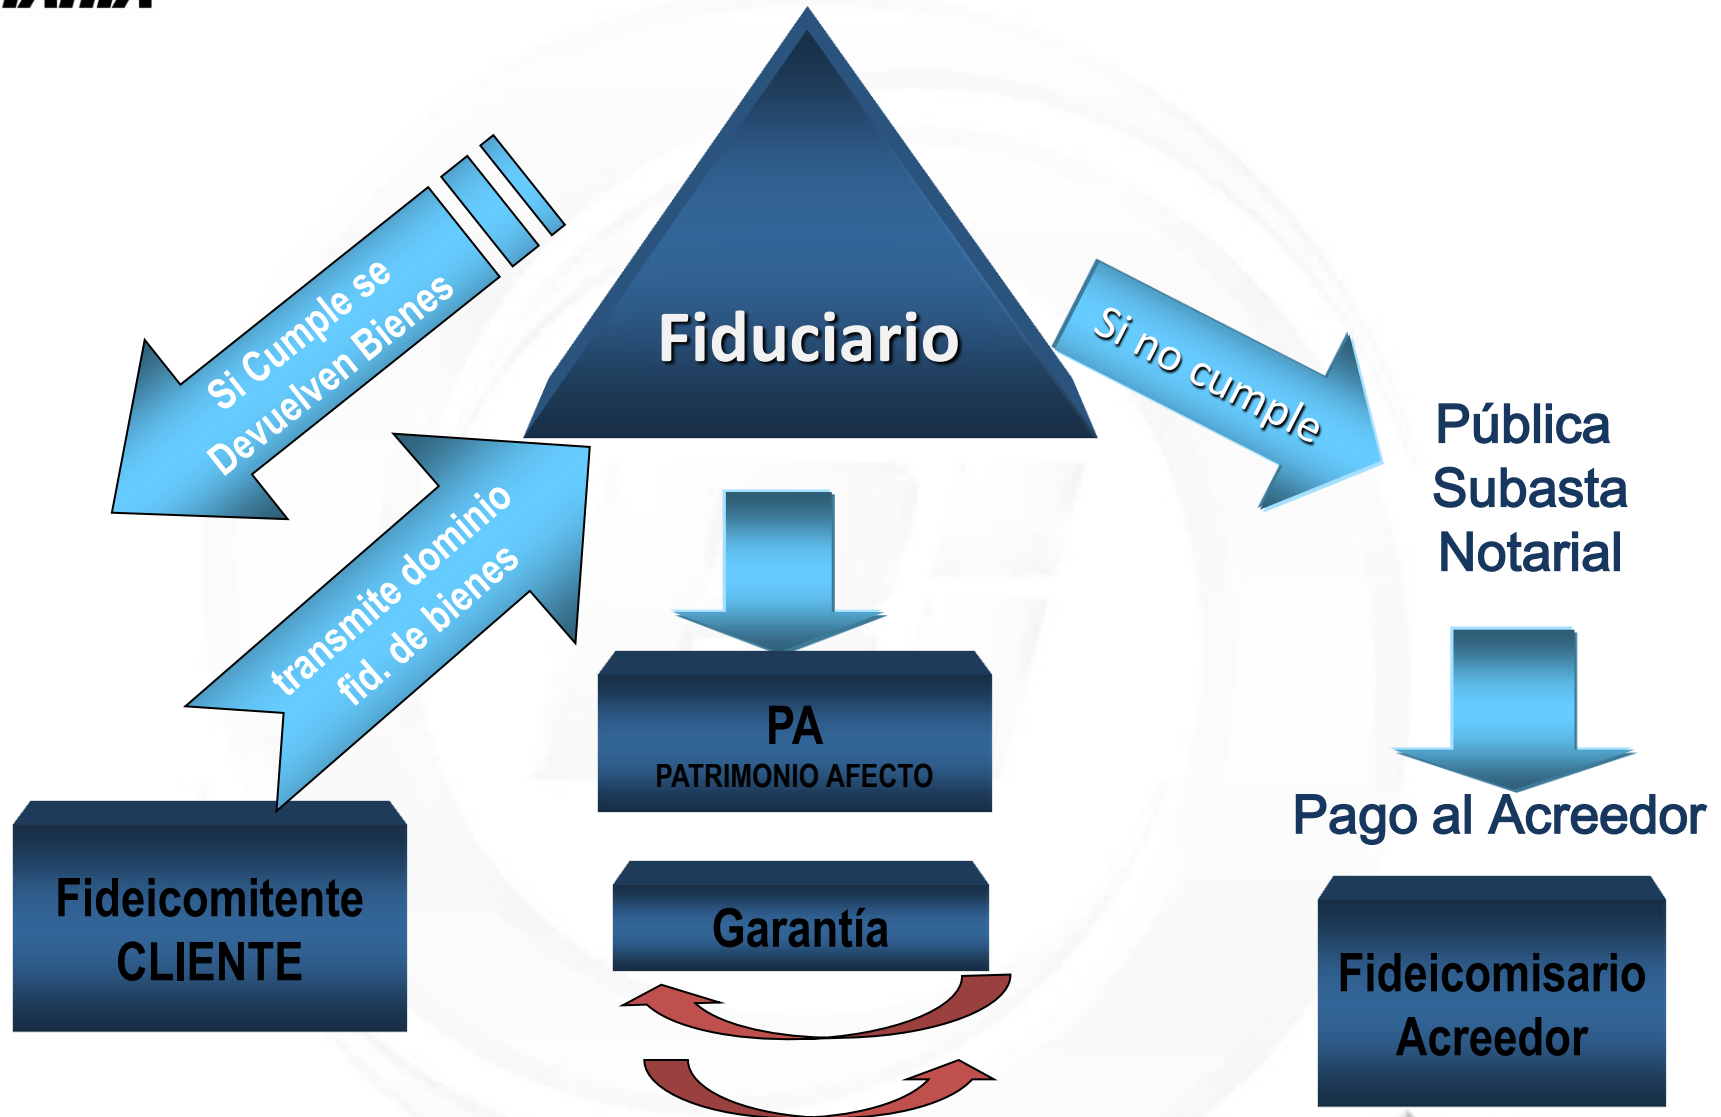 Fiduciario
Si Cumple se
Devuelven Bienes
Si no cumple
transmite dominio
fid. de bienes
Pública
Subasta
Notarial
PA
PATRIMONIO AFECTO
Pago al Acreedor
Fideicomitente
CLIENTE
Garantía
Fideicomisario
Acreedor